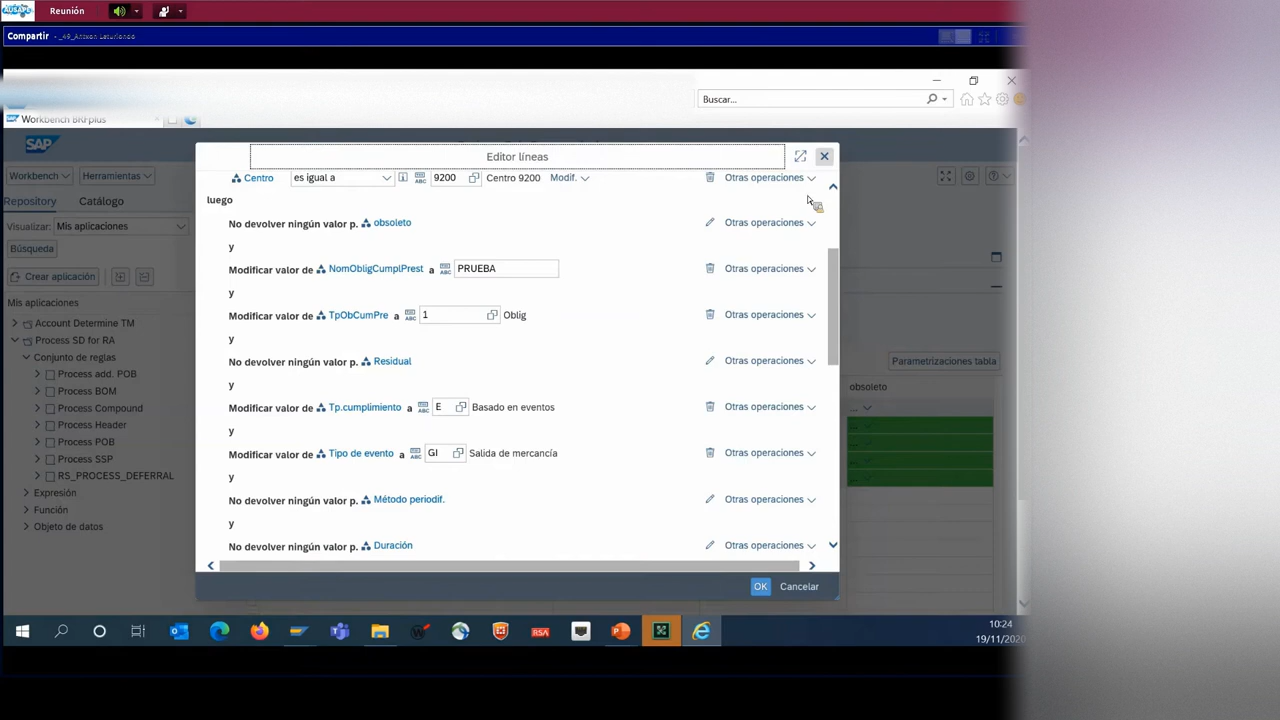 Reunión
Compartir - _49_Antxon Lasturiondo
Buscar...
Workbench BRFplus
SAP
Editor líneas
Workbench Herramientas
Repository Catálogo
Visualizar: Mis aplicaciones
Búsqueda
Crear aplicación
Mis aplicaciones
Account Determine TM
Process SD for RA
Conjunto de reglas
Process add. POB
Process BOM
Process Compound
Process Header
Process POB
Process SSP
RS_PROCESS_DEFERRAL
Expresión
Función
Objeto de datos
Centro es igual a 9200 Centro 9200 Modif. Otras operaciones
luego
No devolver ningún valor p. obsoleto Otras operaciones
y
Modificar valor de NomObligCumplPrest a PRUEBA Otras operaciones
y
Modificar valor de TpObCumPre a 1 Oblig Otras operaciones
y
No devolver ningún valor p. Residual Otras operaciones
y
Modificar valor de Tp.cumplimiento a E Basado en eventos Otras operaciones
y
Modificar valor de Tipo de evento a GI Salida de mercancía Otras operaciones
y
No devolver ningún valor p. Método periodif. Otras operaciones
y
No devolver ningún valor p. Duración Otras operaciones
OK Cancelar
Parametrizaciones tabla
obsoleto
...
...
...
...
...
RSA
10:24
19/11/2020